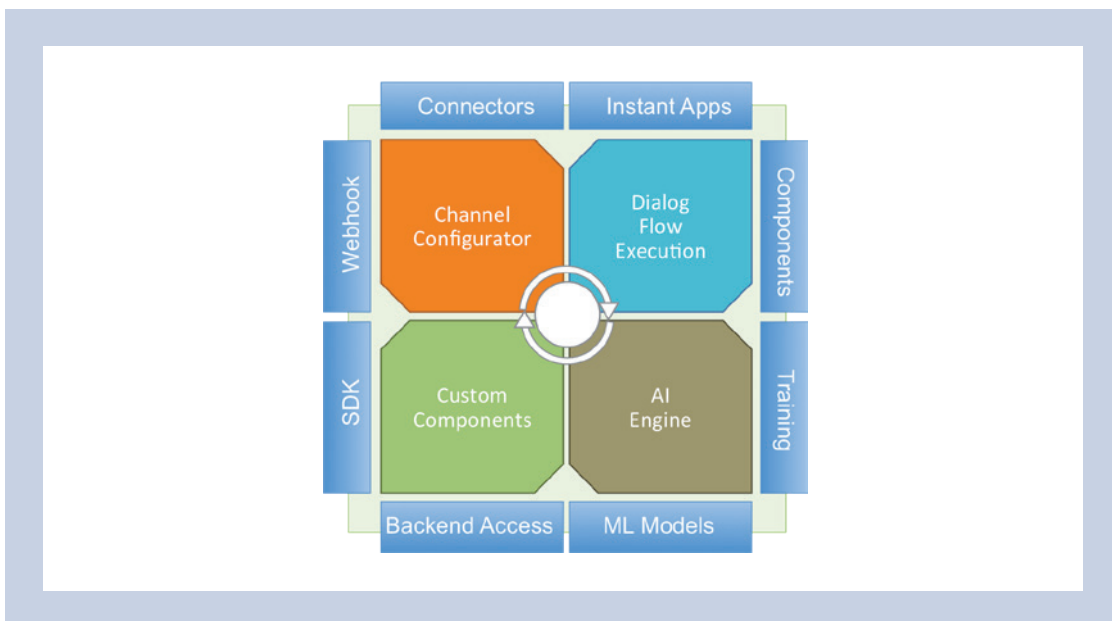 Connectors
Instant Apps
Webhook
Channel
Configurator
Dialog
Flow
Execution
Components
SDK
Custom
Components
AI
Engine
Training
Backend Access
ML Models